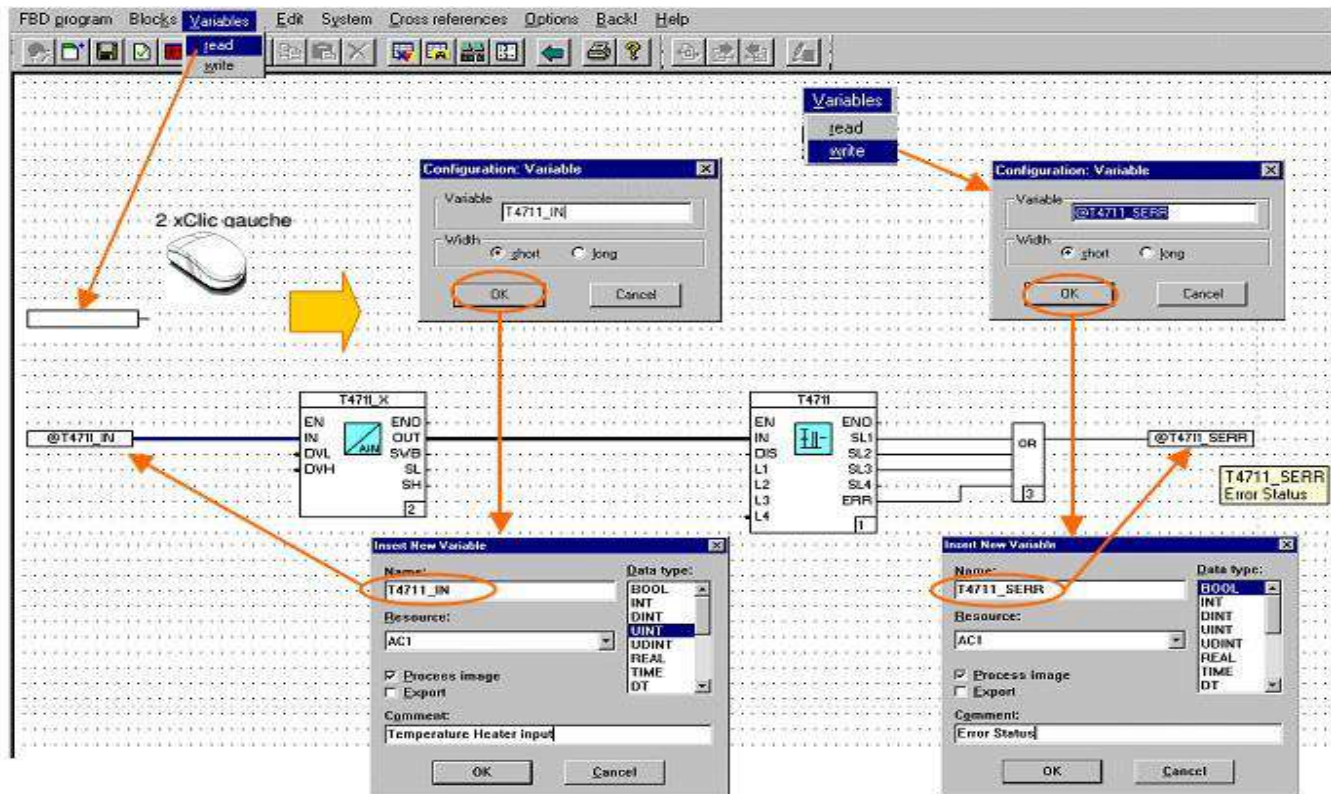 FBD program Blocks Variables Edit System Cross references Options Back! Help
read
write
Variables
read
write
Configuration: Variable
Variable
T4711_IN
Width
short long
OK Cancel
Configuration: Variable
Variable
@T4711_SERR
Width
short long
OK Cancel
2 xClic gauche
T4711_X
EN ENO
IN OUT
DVL SWB
DVH SL
SH
AIN
2
@T4711_IN
T4711
EN ENO
IN SL1
DIS SL2
L1 SL3
L2 SL4
L3 ERR
L4
1
OR
3
@T4711_SERR
T4711_SERR
Error Status
Insert New Variable
Name:
T4711_IN
Resource:
AC1
Process image
Export
Comment:
Temperature Heater input
Data type:
BOOL
INT
DINT
UINT
UDINT
REAL
TIME
DT
OK Cancel
Insert New Variable
Name:
T4711_SERR
Resource:
AC1
Process image
Export
Comment:
Error Status
Data type:
BOOL
INT
DINT
UINT
UDINT
REAL
TIME
DT
OK Cancel